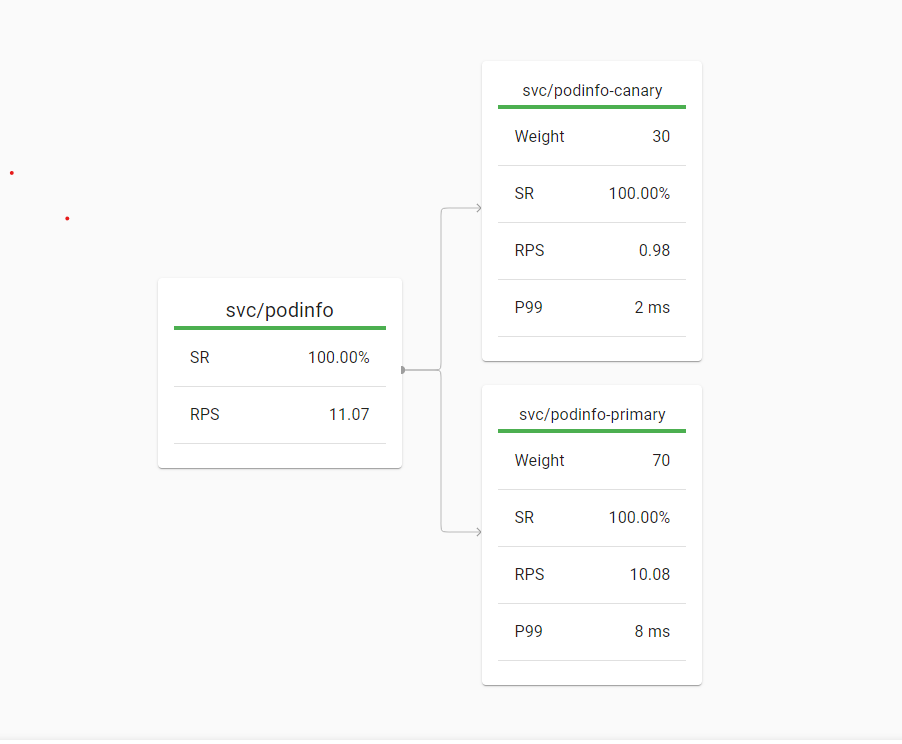 svc/podinfo
SR 100.00%
RPS 11.07
svc/podinfo-canary
Weight 30
SR 100.00%
RPS 0.98
P99 2 ms
svc/podinfo-primary
Weight 70
SR 100.00%
RPS 10.08
P99 8 ms